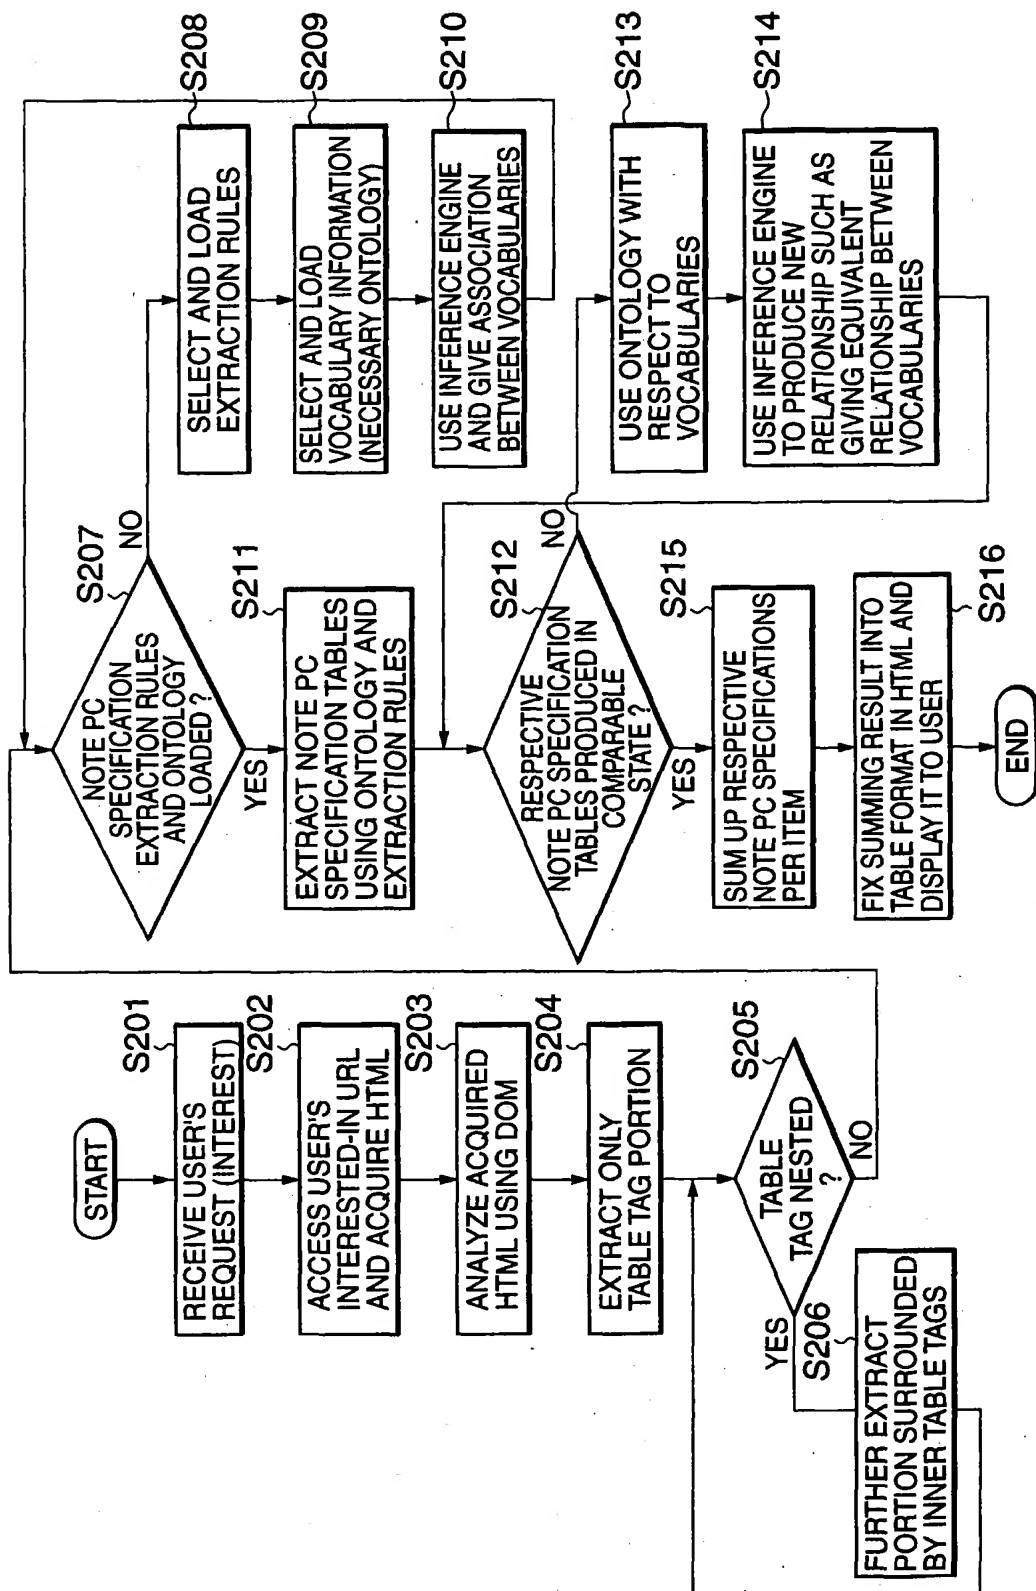 START
S201
RECEIVE USER'S
REQUEST (INTEREST)
S202
ACCESS USER'S
INTERESTED-IN URL
AND ACQUIRE HTML
S203
ANALYZE ACQUIRED
HTML USING DOM
S204
EXTRACT ONLY
TABLE TAG PORTION
S205
TABLE
TAG NESTED
?
YES
NO
S206
FURTHER EXTRACT
PORTION SURROUNDED
BY INNER TABLE TAGS
S207
NOTE PC
SPECIFICATION
EXTRACTION RULES
AND ONTOLOGY
LOADED ?
NO
YES
S208
SELECT AND LOAD
EXTRACTION RULES
S209
SELECT AND LOAD
VOCABULARY INFORMATION
(NECESSARY ONTOLOGY)
S210
USE INFERENCE ENGINE
AND GIVE ASSOCIATION
BETWEEN VOCABULARIES
S211
EXTRACT NOTE PC
SPECIFICATION TABLES
USING ONTOLOGY AND
EXTRACTION RULES
S212
RESPECTIVE
NOTE PC SPECIFICATION
TABLES PRODUCED IN
COMPARABLE
STATE ?
NO
YES
S213
USE ONTOLOGY WITH
RESPECT TO
VOCABULARIES
S214
USE INFERENCE ENGINE
TO PRODUCE NEW
RELATIONSHIP SUCH AS
GIVING EQUIVALENT
RELATIONSHIP BETWEEN
VOCABULARIES
S215
SUM UP RESPECTIVE
NOTE PC SPECIFICATIONS
PER ITEM
S216
FIX SUMMING RESULT INTO
TABLE FORMAT IN HTML AND
DISPLAY IT TO USER
END